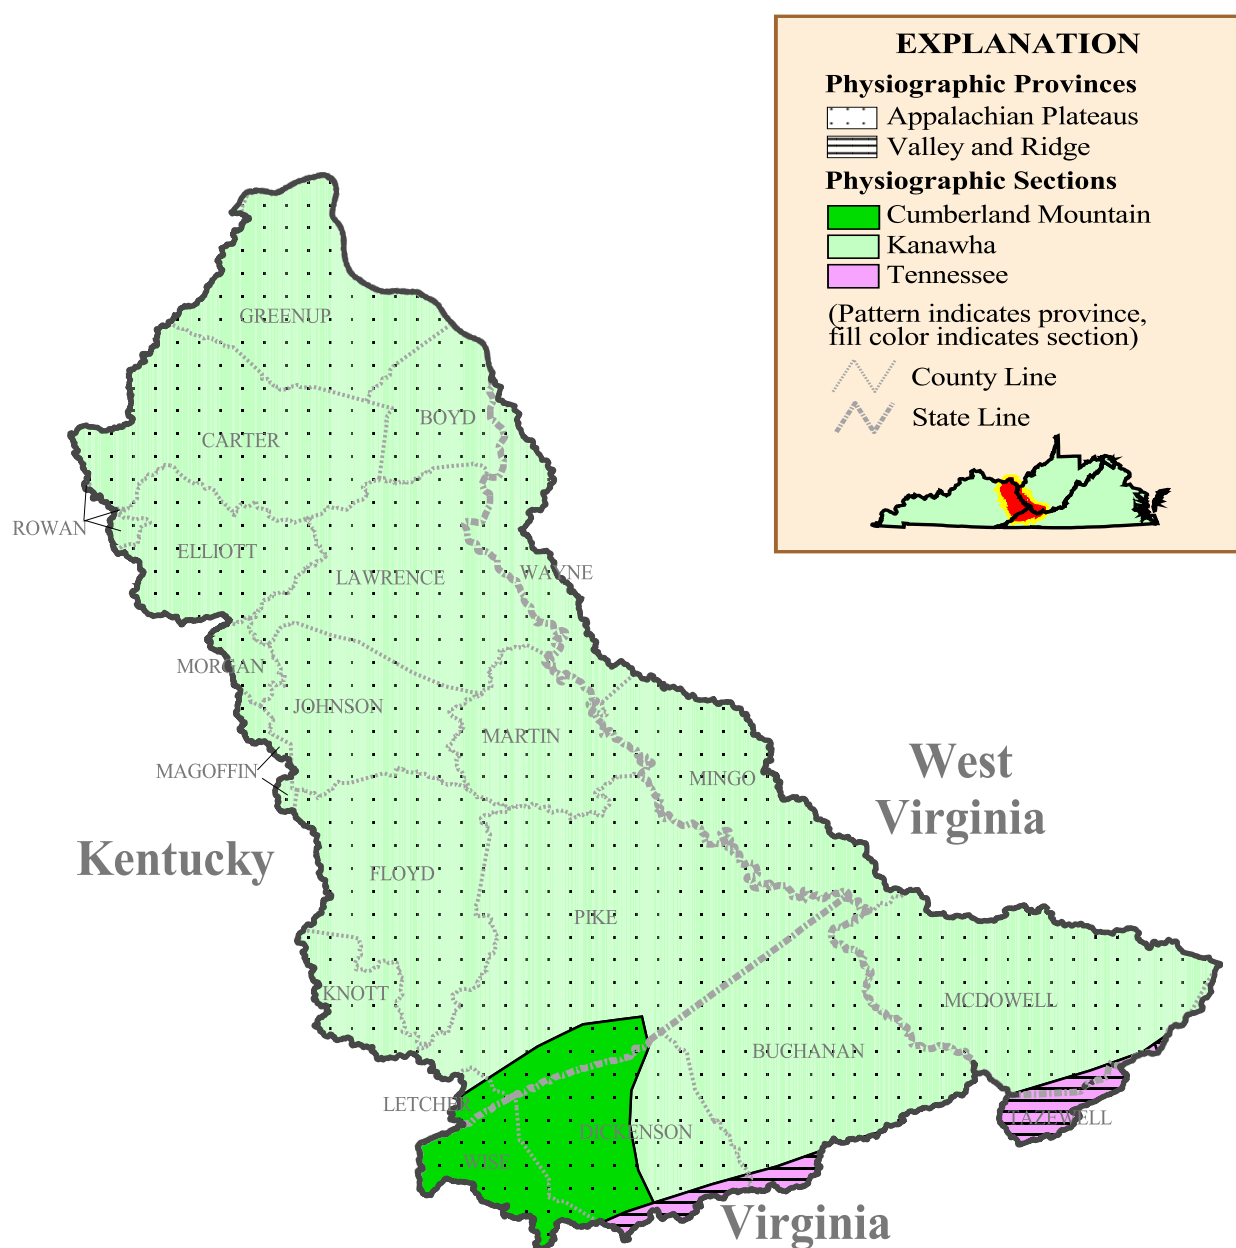 EXPLANATION
Physiographic Provinces
Appalachian Plateaus
Valley and Ridge
Physiographic Sections
Cumberland Mountain
Kanawha
Tennessee
(Pattern indicates province,
fill color indicates section)
County Line
State Line
GREENUP
BOYD
CARTER
ROWAN
ELLIOTT
LAWRENCE
WAYNE
MORGAN
JOHNSON
MARTIN
MAGOFFIN
MINGO
West
Virginia
Kentucky
FLOYD
PIKE
KNOTT
MCDOWELL
BUCHANAN
LETCHER
TAZEWELL
DICKENSON
WISE
Virginia